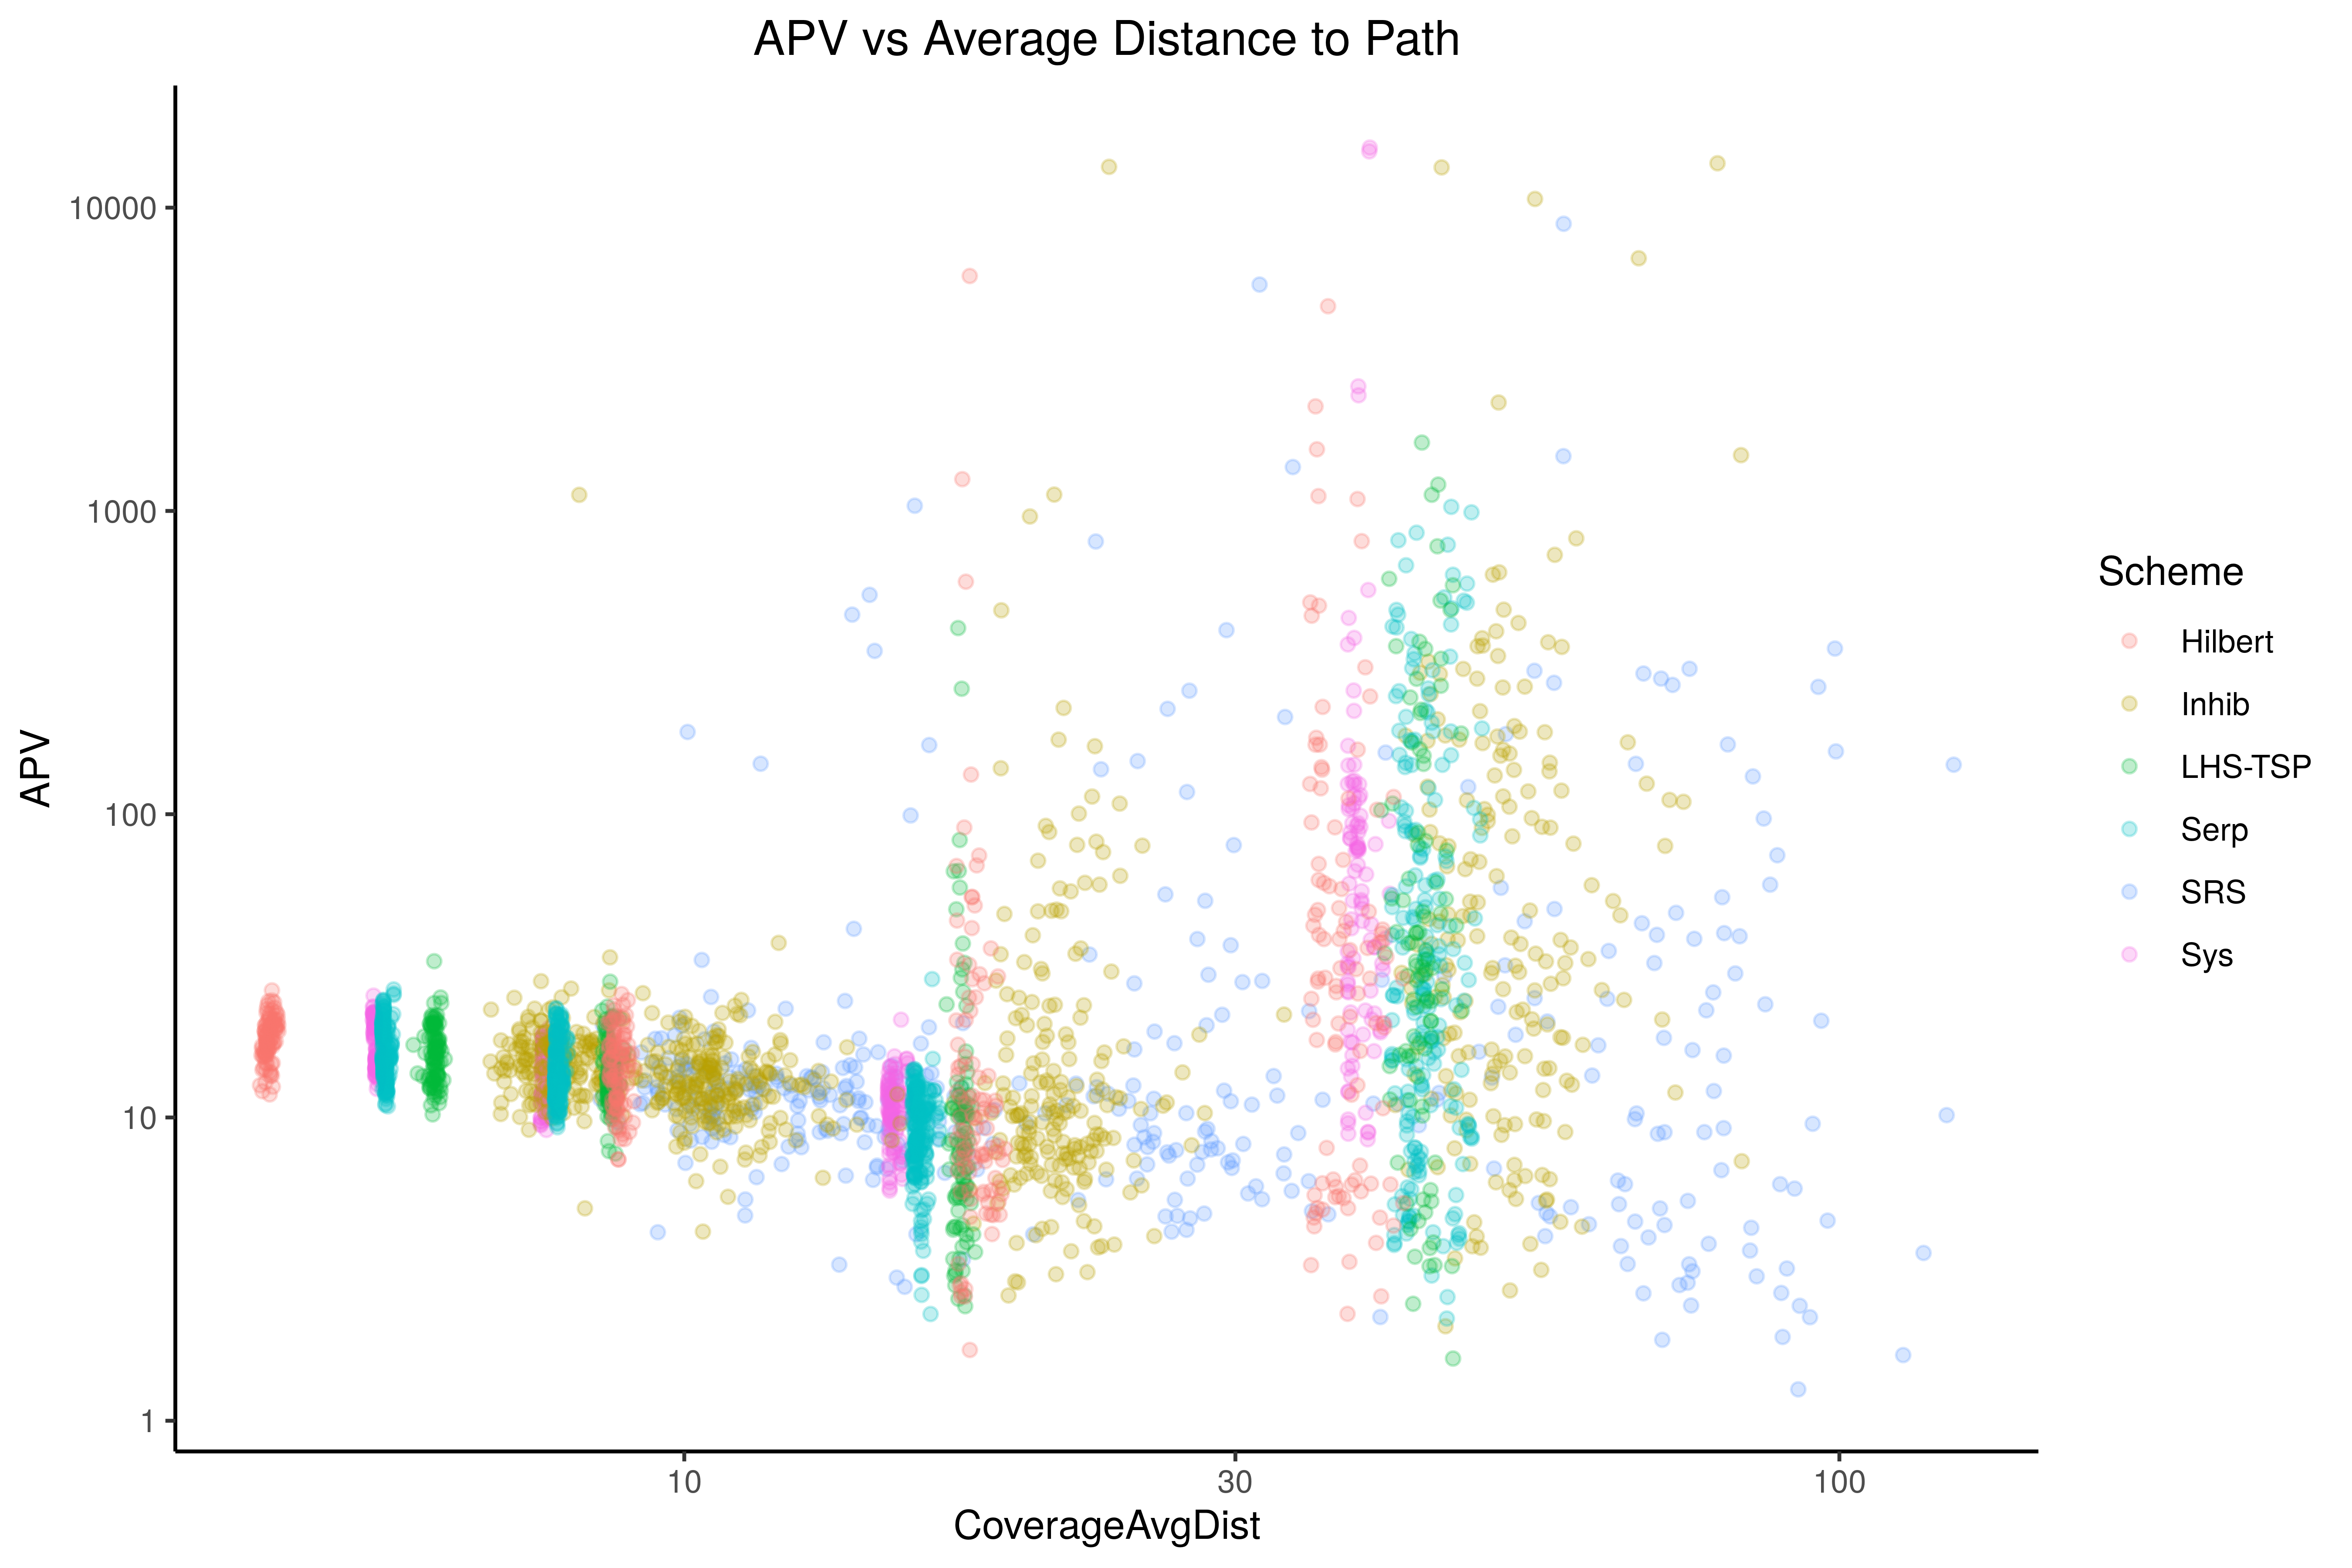 APV vs Average Distance to Path
APV
10000
1000
100
10
1
10
30
100
CoverageAvgDist
Scheme
Hilbert
Inhib
LHS-TSP
Serp
SRS
Sys